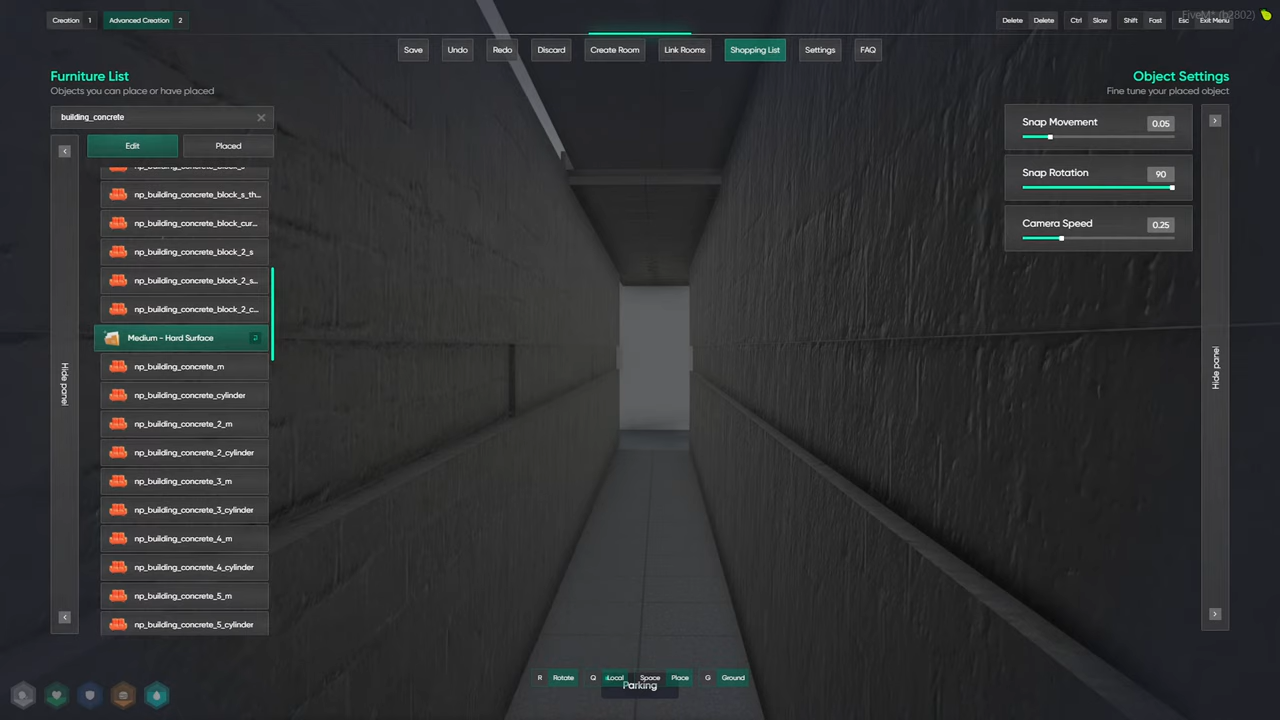 Creation 1 Advanced Creation 2
Delete Delete Ctrl Slow Shift Fast Esc Exit Menu
FiveM* (b2802)
Save Undo Redo Discard Create Room Link Rooms Shopping List Settings FAQ
Furniture List
Objects you can place or have placed
building_concrete
Edit Placed
np_building_concrete_block_s_th...
np_building_concrete_block_cur...
np_building_concrete_block_2_s
np_building_concrete_block_2_s...
np_building_concrete_block_2_c...
Medium - Hard Surface
np_building_concrete_m
np_building_concrete_cylinder
np_building_concrete_2_m
np_building_concrete_2_cylinder
np_building_concrete_3_m
np_building_concrete_3_cylinder
np_building_concrete_4_m
np_building_concrete_4_cylinder
np_building_concrete_5_m
np_building_concrete_5_cylinder
Hide panel
Object Settings
Fine tune your placed object
Snap Movement 0.05
Snap Rotation 90
Camera Speed 0.25
Hide panel
R Rotate Q Local Space Place G Ground
Parking